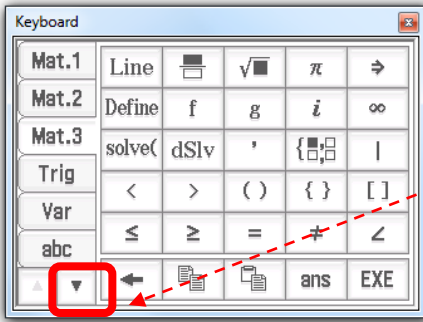 Keyboard
Mat.1 Line √■ π ⇒
Mat.2 Define f g i ∞
Mat.3 solve( dSlv ' {■;□ |
Trig < > ( ) { } [ ]
Var ≤ ≥ = ≠ ∠
abc
▲ ▼ ← ans EXE